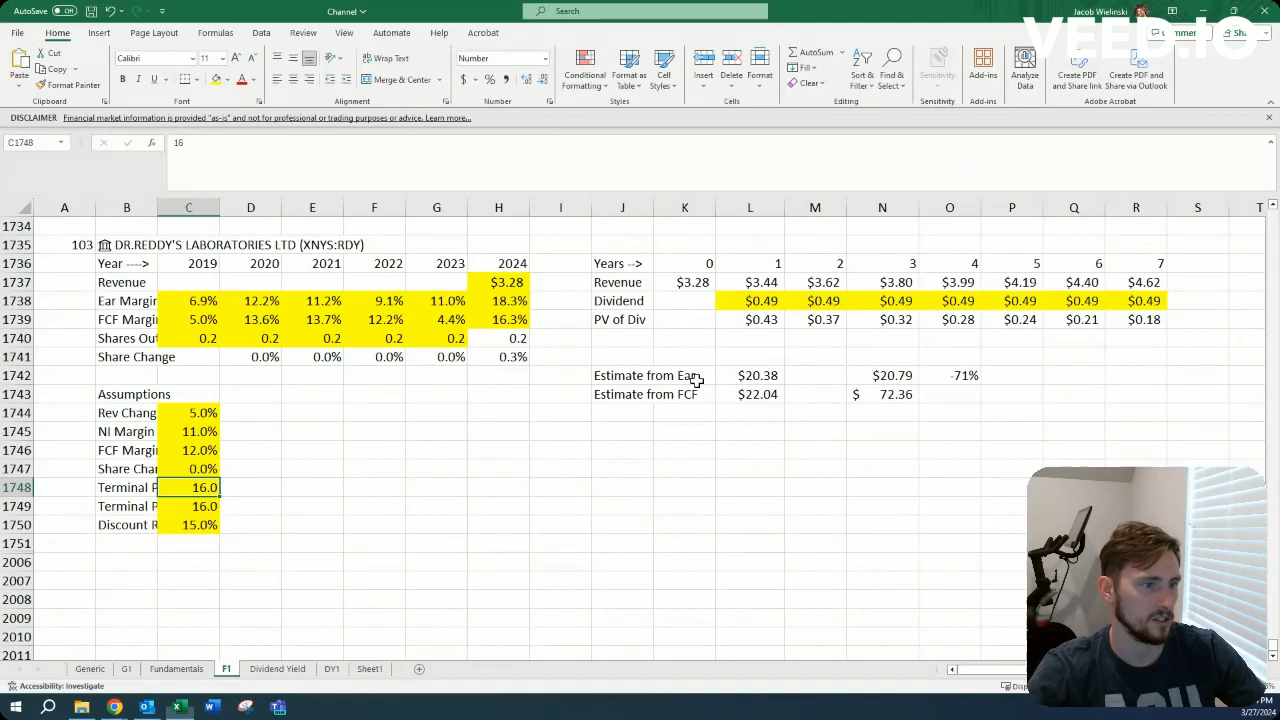 AutoSave Off
Channel
Search
Jacob Wielinski
VEED.IO
File Home Insert Page Layout Formulas Data Review View Automate Help Acrobat
Cut
Copy
Format Painter
Paste
Calibri 11
B I U
Wrap Text
Merge & Center
Number
Conditional Formatting
Format as Table
Cell Styles
Insert Delete Format
AutoSum
Fill
Clear
Sort & Filter
Find & Select
Sensitivity
Add-ins
Analyze Data
Create PDF and Share link
Create PDF and Share via Outlook
Clipboard Font Alignment Number Styles Cells Editing Sensitivity Add-ins Adobe Acrobat
DISCLAIMER Financial market information is provided "as-is" and not for professional or trading purposes or advice. Learn more...
C1748 fx 16
A B C D E F G H I J K L M N O P Q R S T
1734
1735 103 DR.REDDY'S LABORATORIES LTD (XNYS:RDY)
1736 Year ----> 2019 2020 2021 2022 2023 2024 Years --> 0 1 2 3 4 5 6 7
1737 Revenue $3.28 Revenue $3.28 $3.44 $3.62 $3.80 $3.99 $4.19 $4.40 $4.62
1738 Ear Margin 6.9% 12.2% 11.2% 9.1% 11.0% 18.3% Dividend $0.49 $0.49 $0.49 $0.49 $0.49 $0.49 $0.49
1739 FCF Margin 5.0% 13.6% 13.7% 12.2% 4.4% 16.3% PV of Div $0.43 $0.37 $0.32 $0.28 $0.24 $0.21 $0.18
1740 Shares Out 0.2 0.2 0.2 0.2 0.2 0.2
1741 Share Change 0.0% 0.0% 0.0% 0.0% 0.3%
1742 Estimate from Ear $20.38 $20.79 -71%
1743 Assumptions Estimate from FCF $22.04 $ 72.36
1744 Rev Chang 5.0%
1745 NI Margin 11.0%
1746 FCF Margin 12.0%
1747 Share Cha 0.0%
1748 Terminal P 16.0
1749 Terminal P 16.0
1750 Discount R 15.0%
1751
2006
2007
2008
2009
2010
2011
Generic G1 Fundamentals F1 Dividend Yield DY1 Sheet1
Accessibility: Investigate
3/27/2024